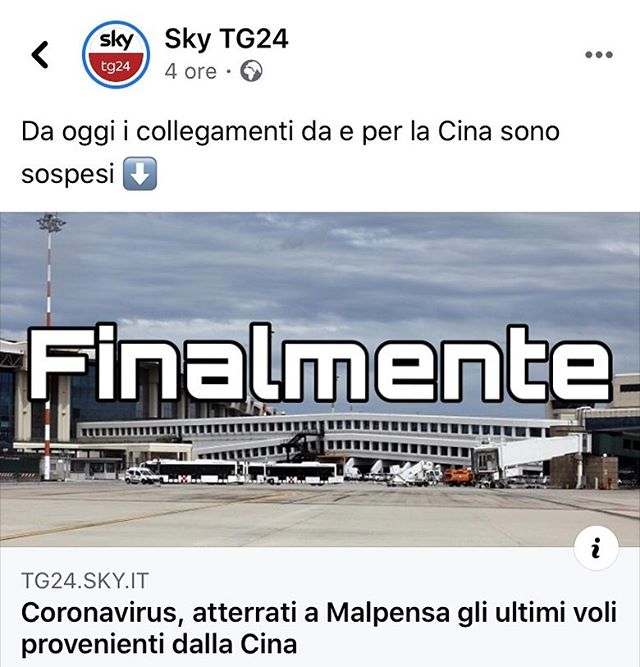 sky
tg24
Sky TG24
4 ore ·
Da oggi i collegamenti da e per la Cina sono
sospesi
Finalmente
i
TG24.SKY.IT
Coronavirus, atterrati a Malpensa gli ultimi voli
provenienti dalla Cina